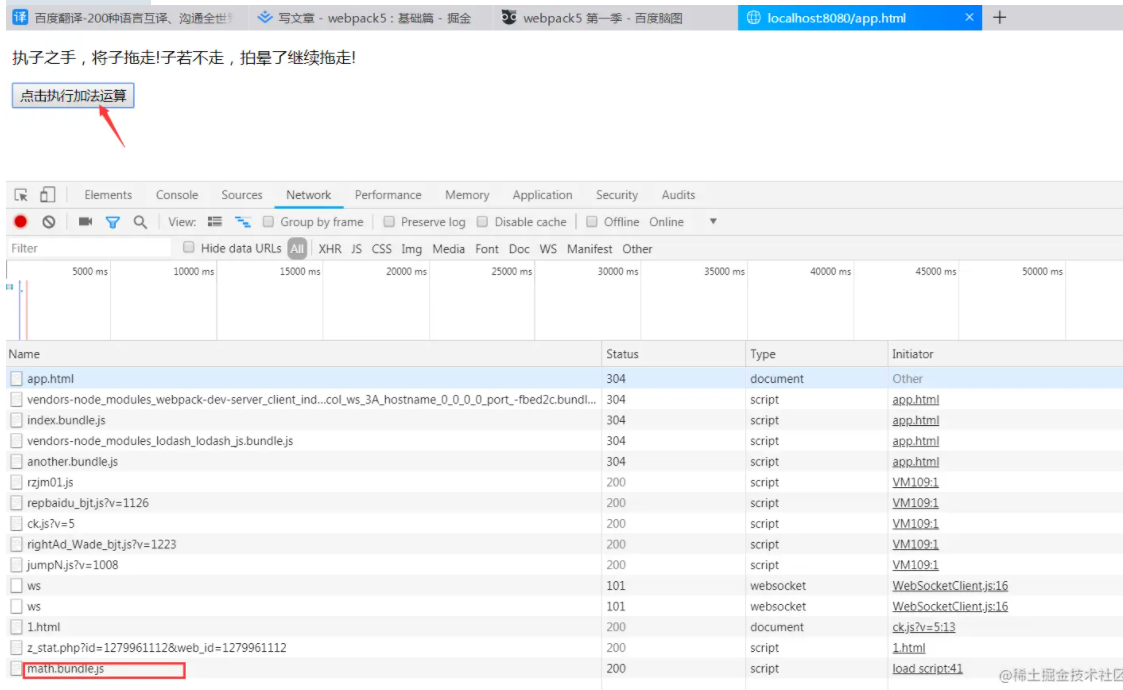 译 百度翻译-200种语言互译、沟通全世界 写文章 - webpack5 : 基础篇 - 掘金 webpack5 第一季 - 百度脑图 localhost:8080/app.html × +
执子之手，将子拖走!子若不走，拍晕了继续拖走!
点击执行加法运算
Elements Console Sources Network Performance Memory Application Security Audits
View: Group by frame Preserve log Disable cache Offline Online ▼
Filter Hide data URLs All XHR JS CSS Img Media Font Doc WS Manifest Other
5000 ms 10000 ms 15000 ms 20000 ms 25000 ms 30000 ms 35000 ms 40000 ms 45000 ms 50000 ms
Name Status Type Initiator
app.html 304 document Other
vendors-node_modules_webpack-dev-server_client_ind...col_ws_3A_hostname_0_0_0_0_port_-fbed2c.bundl... 304 script app.html
index.bundle.js 304 script app.html
vendors-node_modules_lodash_lodash_js.bundle.js 304 script app.html
another.bundle.js 304 script app.html
rzjm01.js 200 script VM109:1
repbaidu_bjt.js?v=1126 200 script VM109:1
ck.js?v=5 200 script VM109:1
rightAd_Wade_bjt.js?v=1223 200 script VM109:1
jumpN.js?v=1008 200 script VM109:1
ws 101 websocket WebSocketClient.js:16
ws 101 websocket WebSocketClient.js:16
1.html 200 document ck.js?v=5:13
z_stat.php?id=1279961112&web_id=1279961112 200 script 1.html
math.bundle.js 200 script load script:41
@稀土掘金技术社区